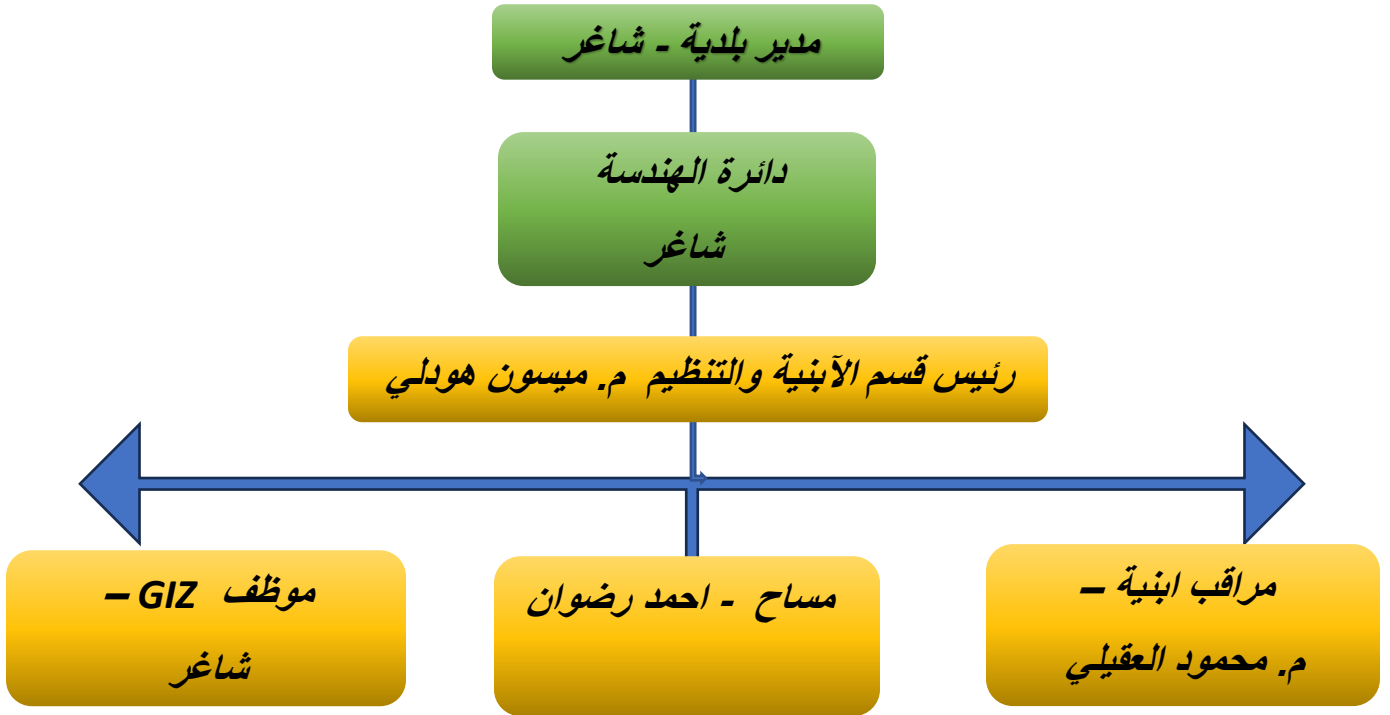 مدير بلدية - شاغر
دائرة الهندسة
شاغر
رئيس قسم الآبنية والتنظيم م. ميسون هودلي
مراقب ابنية –
م. محمود العقيلي
مساح - احمد رضوان
موظف GIZ –
شاغر